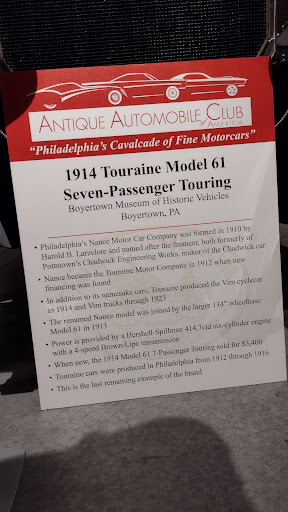 ANTIQUE AUTOMOBILE CLUB
OF AMERICA
"Philadelphia's Cavalcade of Fine Motorcars"
1914 Touraine Model 61
Seven-Passenger Touring
Boyertown Museum of Historic Vehicles
Boyertown, PA
• Philadelphia's Nance Motor Car Company was formed in 1910 by
Harold B. Larzelere and named after the financer, both formerly of
Pottstown's Chadwick Engineering Works, maker of the Chadwick car
• Nance became the Touraine Motor Company in 1912 when new
financing was found
• In addition to its namesake cars, Touraine produced the Vim cyclecar
in 1914 and Vim trucks through 1923
• The renamed Nance model was joined by the larger 134" wheelbase
Model 61 in 1913
• Power is provided by a Hershell-Spillman 414.7cid six-cylinder engine
with a 4-speed Brown-Lipe transmission
• When new, the 1914 Model 61 7-Passenger Touring sold for $3,400
• Touraine cars were produced in Philadelphia from 1912 through 1916
• This is the last remaining example of the brand